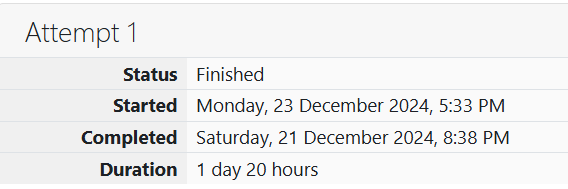 Attempt 1
Status Finished
Started Monday, 23 December 2024, 5:33 PM
Completed Saturday, 21 December 2024, 8:38 PM
Duration 1 day 20 hours